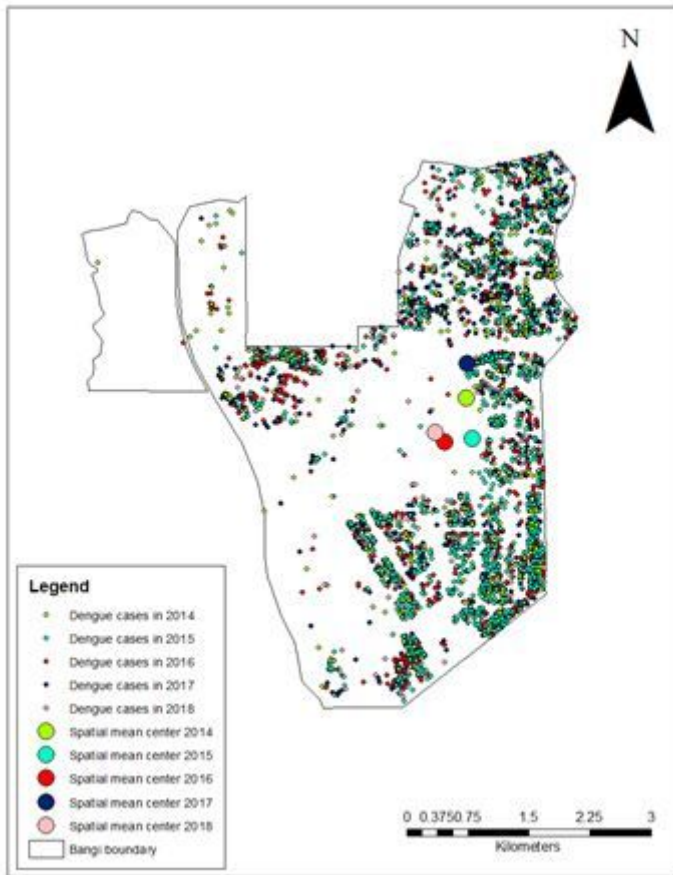 N
Legend
Dengue cases in 2014
Dengue cases in 2015
Dengue cases in 2016
Dengue cases in 2017
Dengue cases in 2018
Spatial mean center 2014
Spatial mean center 2015
Spatial mean center 2016
Spatial mean center 2017
Spatial mean center 2018
Bangi boundary
0 0.375 0.75 1.5 2.25 3
Kilometers